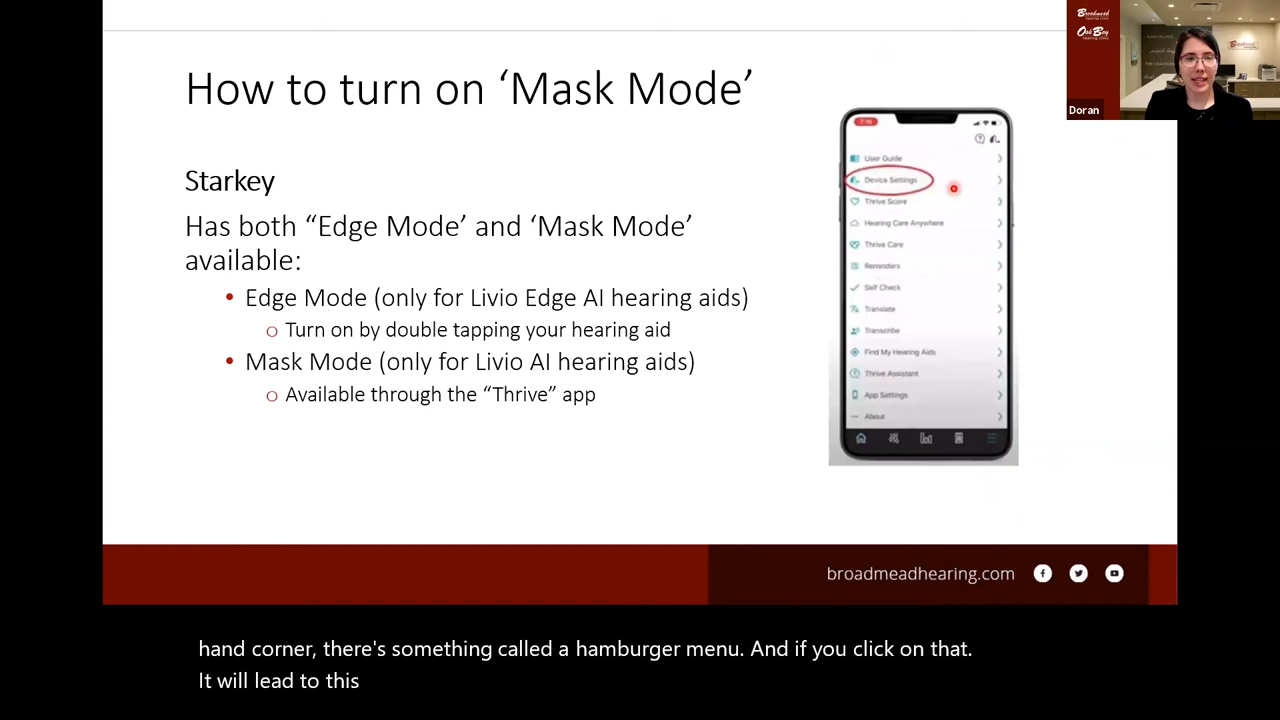 How to turn on ‘Mask Mode’
Starkey
Has both “Edge Mode’ and ‘Mask Mode’
available:
• Edge Mode (only for Livio Edge AI hearing aids)
o Turn on by double tapping your hearing aid
• Mask Mode (only for Livio AI hearing aids)
o Available through the “Thrive” app
User Guide
Device Settings
Thrive Score
Hearing Care Anywhere
Thrive Care
Reminders
Self Check
Translate
Transcribe
Find My Hearing Aids
Thrive Assistant
App Settings
About
Broadmead
Oak Bay
Doran
broadmeadhearing.com
hand corner, there's something called a hamburger menu. And if you click on that.
It will lead to this